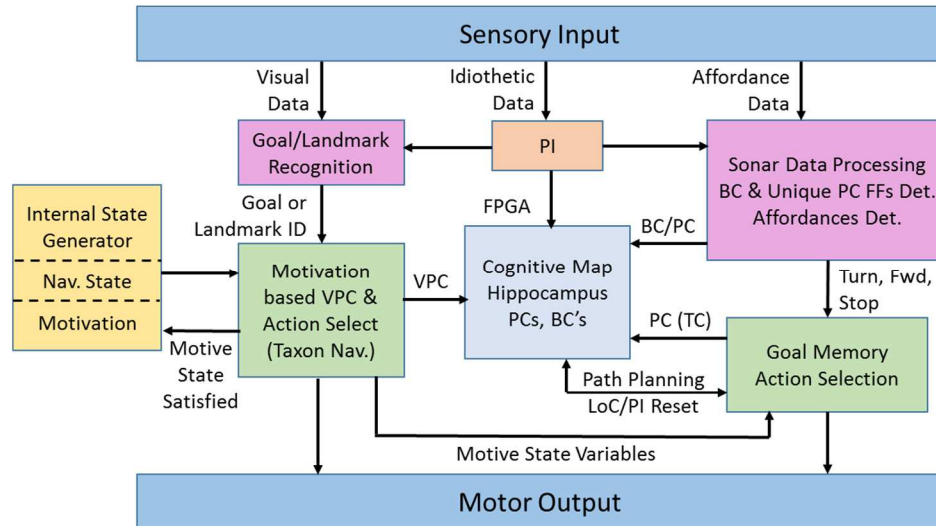 Sensory Input
Visual
Data
Idiothetic
Data
Affordance
Data
Goal/Landmark
Recognition
PI
Sonar Data Processing
BC & Unique PC FFs Det.
Affordances Det.
Internal State
Generator
Nav. State
Motivation
Goal or
Landmark ID
FPGA
BC/PC
Motivation
based VPC &
Action Select
(Taxon Nav.)
VPC
Cognitive Map
Hippocampus
PCs, BC's
Turn, Fwd,
Stop
PC (TC)
Goal Memory
Action Selection
Motive
State
Satisfied
Path Planning
LoC/PI Reset
Motive State Variables
Motor Output